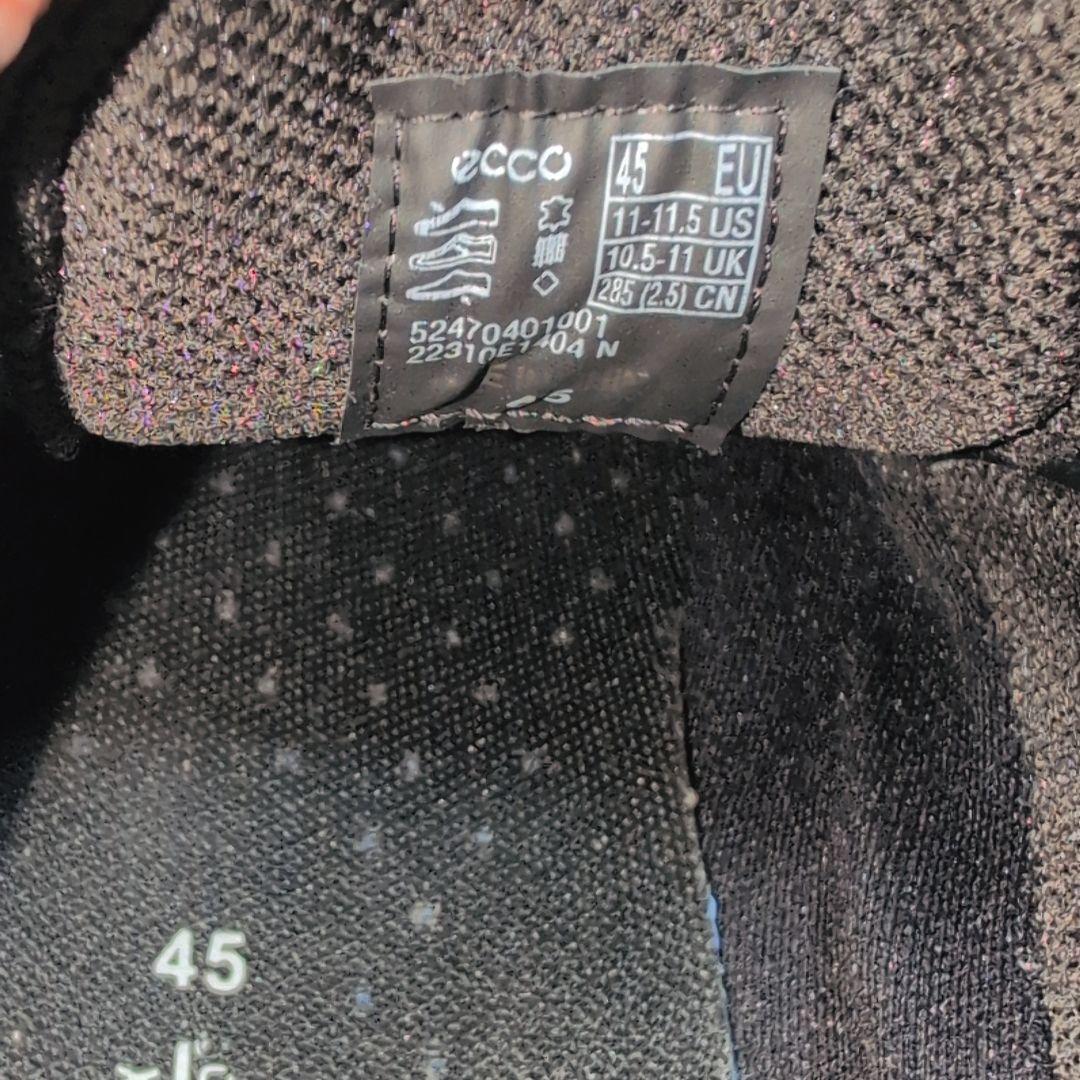 ecco
45 EU
11-11.5 US
10.5-11 UK
285 (2.5) CN
52470401001
45